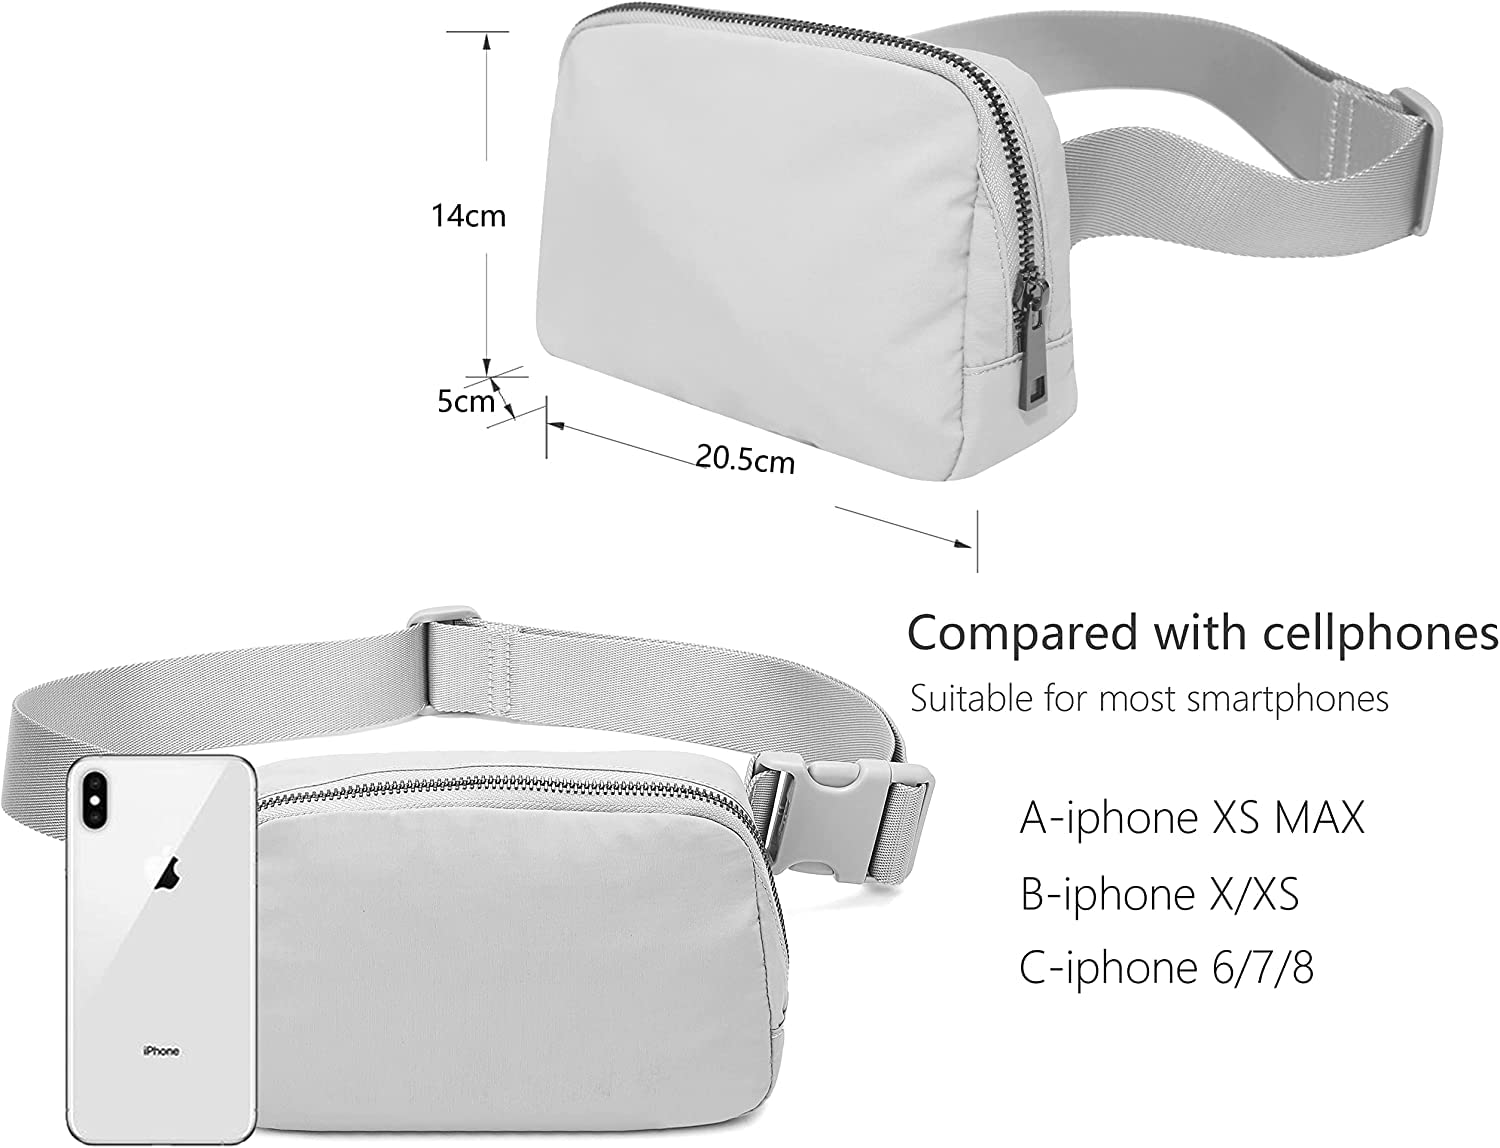 14cm
5cm
20.5cm
Compared with cellphones
Suitable for most smartphones
A-iphone XS MAX
B-iphone X/XS
C-iphone 6/7/8
iPhone